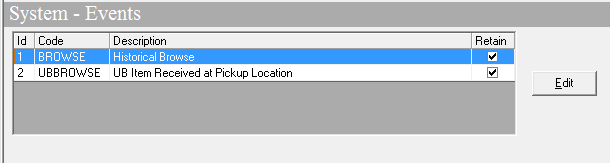 System - Events
Id Code Description Retain
1 BROWSE Historical Browse
2 UBBROWSE UB Item Received at Pickup Location
Edit